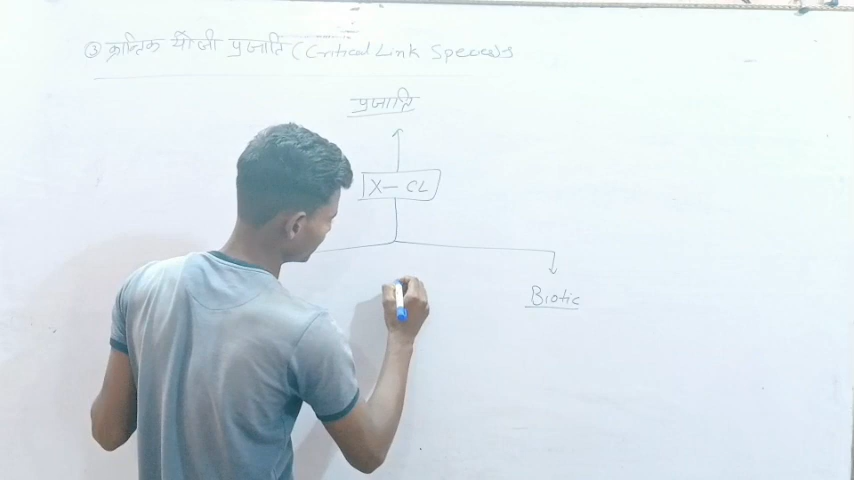 ③ क्रान्तिक योजी प्रजाति (Critical Link Species
प्रजाति
X — CL
Biotic